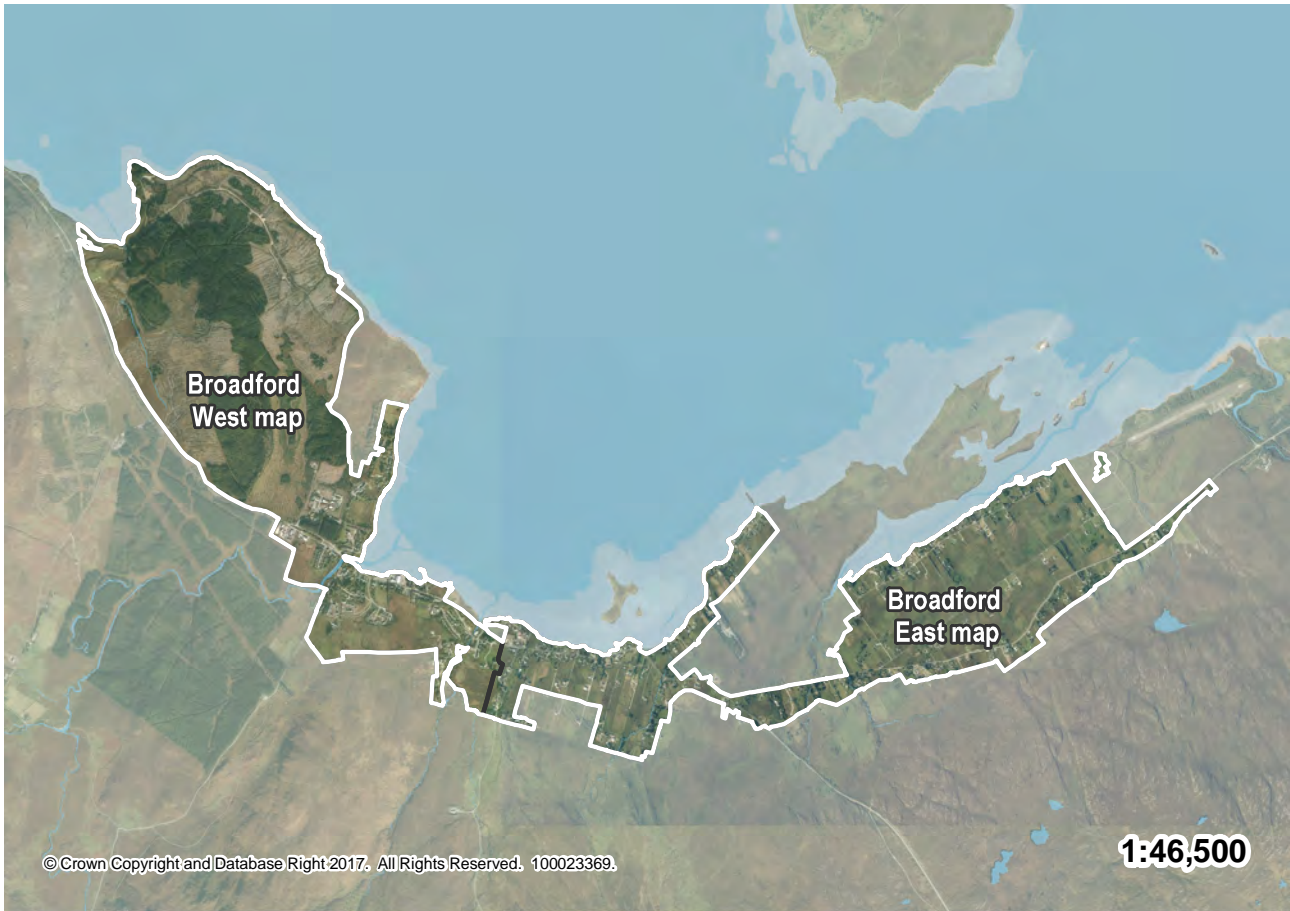 Broadford
West map
Broadford
East map
© Crown Copyright and Database Right 2017. All Rights Reserved. 100023369.
1:46,500